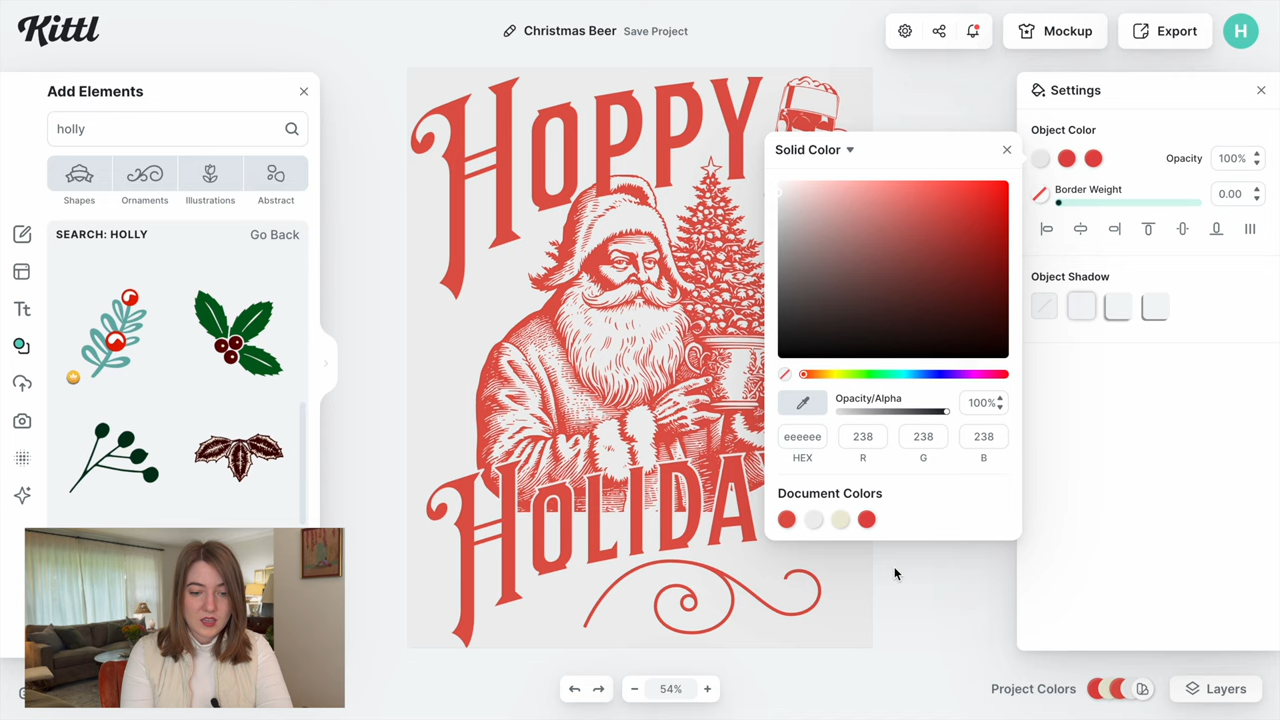 Kittl
Christmas Beer Save Project
Mockup
Export
H
Add Elements
holly
Shapes Ornaments Illustrations Abstract
SEARCH: HOLLY Go Back
HOPPY
HOLIDA
Solid Color
Opacity/Alpha
100%
eeeeee 238 238 238
HEX R G B
Document Colors
Settings
Object Color
Opacity 100%
Border Weight
0.00
Object Shadow
54%
Project Colors
Layers